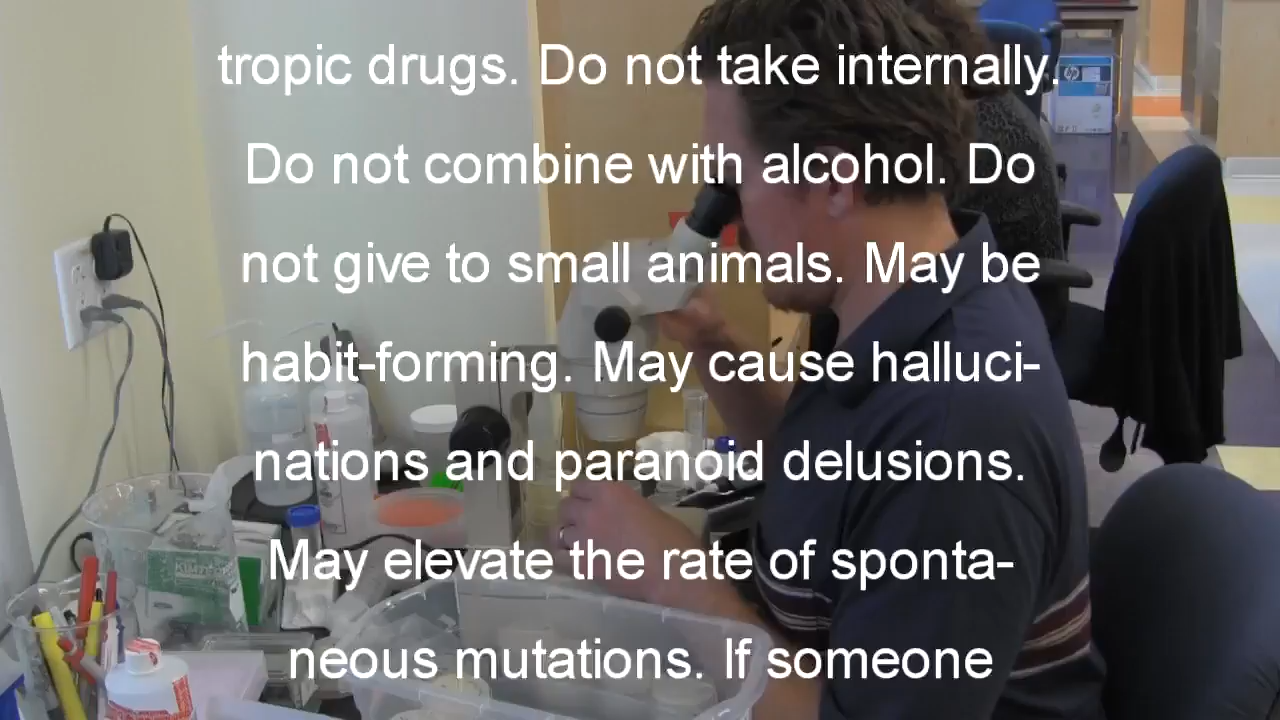 tropic drugs. Do not take internally.
Do not combine with alcohol. Do
not give to small animals. May be
habit-forming. May cause halluci-
nations and paranoid delusions.
May elevate the rate of sponta-
neous mutations. If someone
hp
KIMTECH